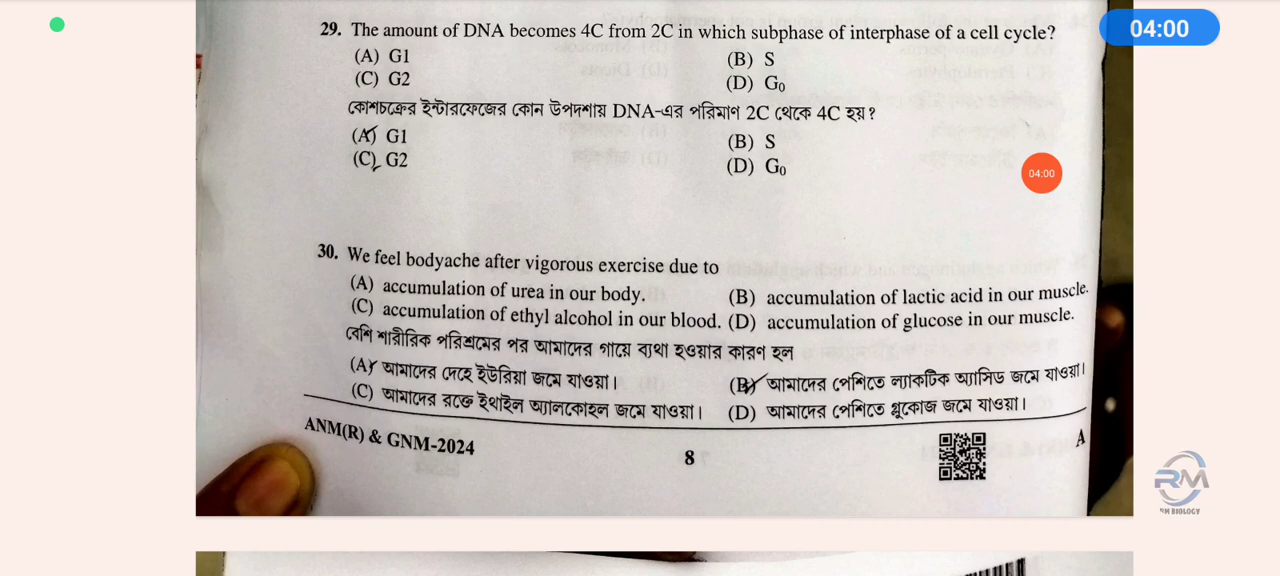 04:00
29. The amount of DNA becomes 4C from 2C in which subphase of interphase of a cell cycle?
(A) G1 (B) S
(C) G2 (D) G₀
কোশচক্রের ইন্টারফেজের কোন উপদশায় DNA-এর পরিমাণ 2C থেকে 4C হয়?
(A) G1 (B) S
(C) G2 (D) G₀
04:00
30. We feel bodyache after vigorous exercise due to
(A) accumulation of urea in our body. (B) accumulation of lactic acid in our muscle.
(C) accumulation of ethyl alcohol in our blood. (D) accumulation of glucose in our muscle.
বেশি শারীরিক পরিশ্রমের পর আমাদের গায়ে ব্যথা হওয়ার কারণ হল
(A) আমাদের দেহে ইউরিয়া জমে যাওয়া। (B) আমাদের পেশিতে ল্যাকটিক অ্যাসিড জমে যাওয়া।
(C) আমাদের রক্তে ইথাইল অ্যালকোহল জমে যাওয়া। (D) আমাদের পেশিতে গ্লুকোজ জমে যাওয়া।
ANM(R) & GNM-2024 8 A
RM
RM BIOLOGY